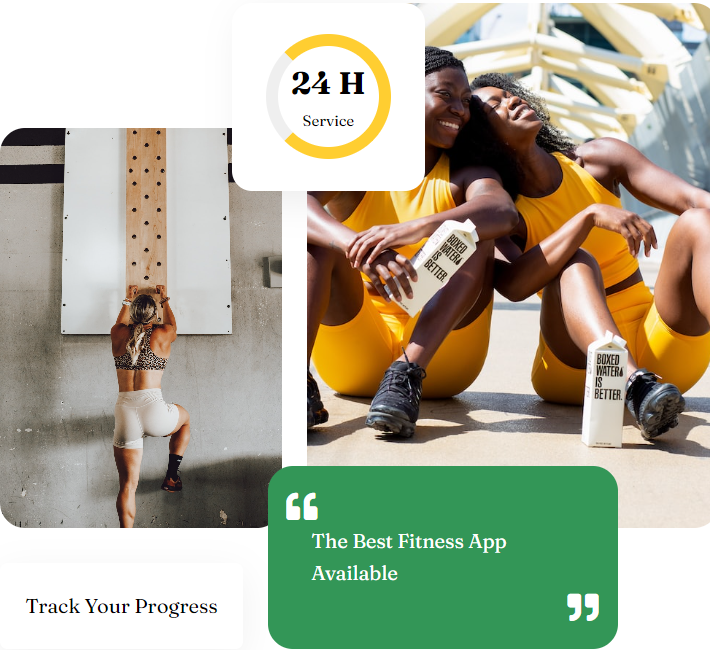 24 H
Service
BOXED
WATER
IS
BETTER.
BOXED
WATER
IS
BETTER.
The Best Fitness App
Available
Track Your Progress